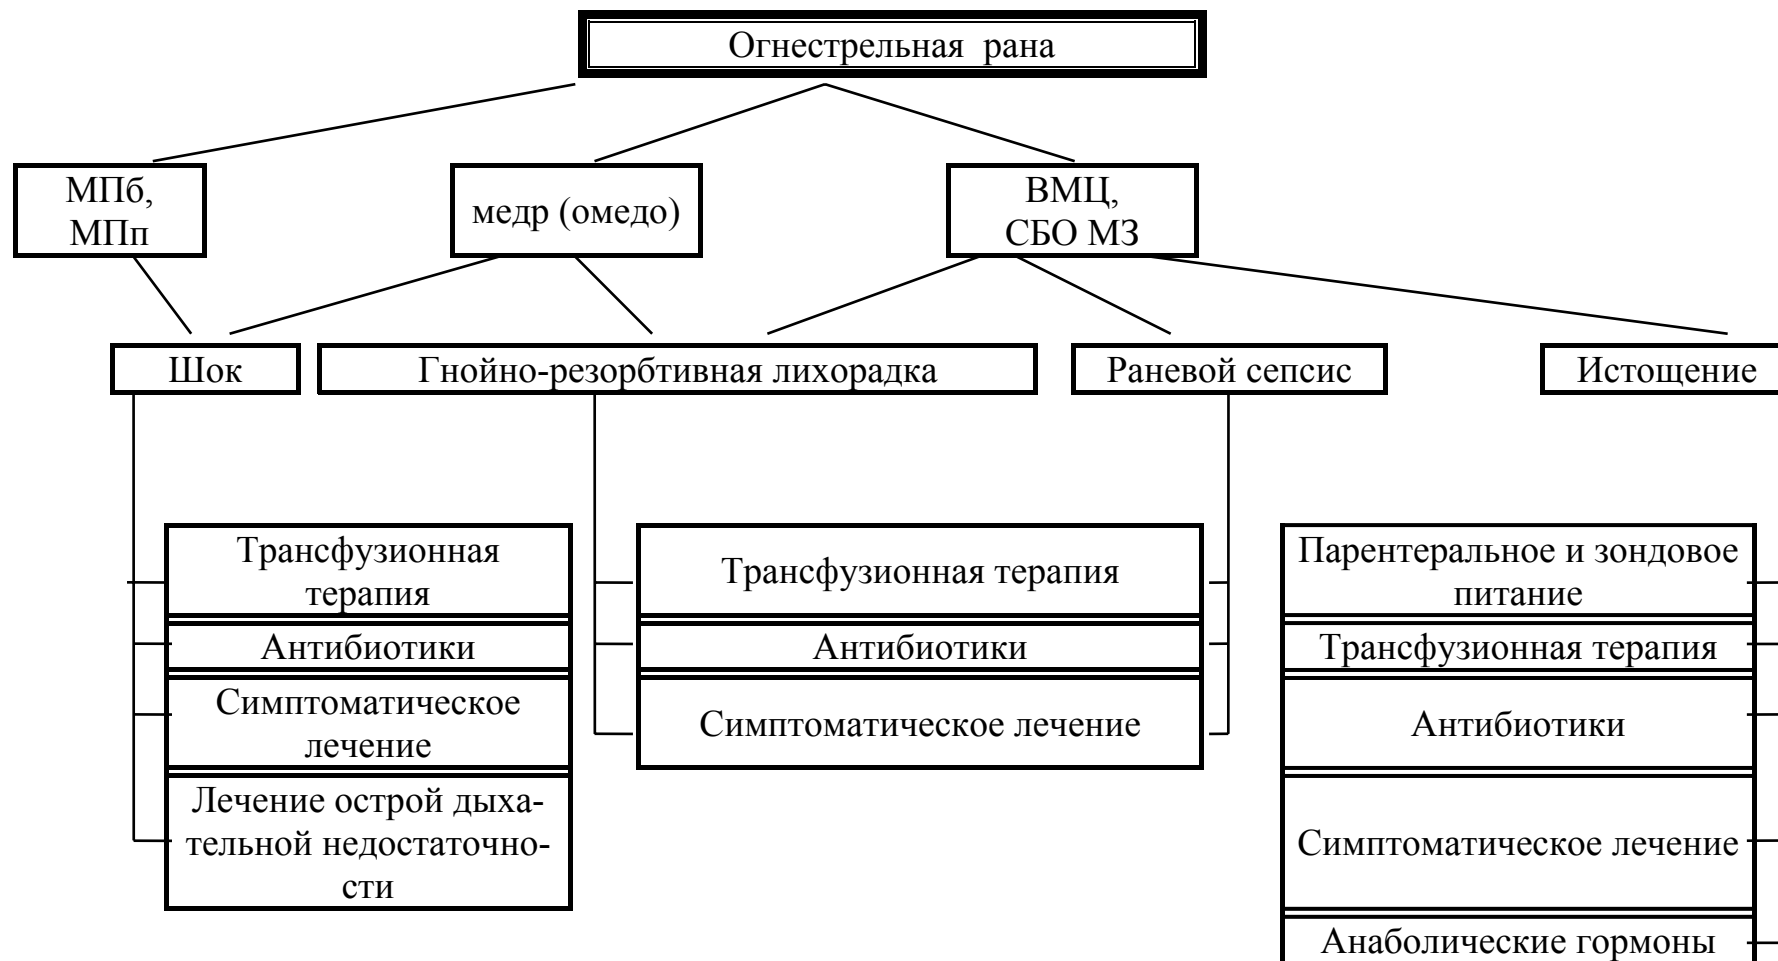 Огнестрельная рана
МПб,
МПп
медр (омедо)
ВМЦ,
СБО МЗ
Шок
Гнойно-резорбтивная лихорадка
Раневой сепсис
Истощение
Трансфузионная
терапия
Антибиотики
Симптоматическое
лечение
Лечение острой дыха-
тельной недостаточно-
сти
Трансфузионная терапия
Антибиотики
Симптоматическое лечение
Парентеральное и зондовое
питание
Трансфузионная терапия
Антибиотики
Симптоматическое лечение
Анаболические гормоны